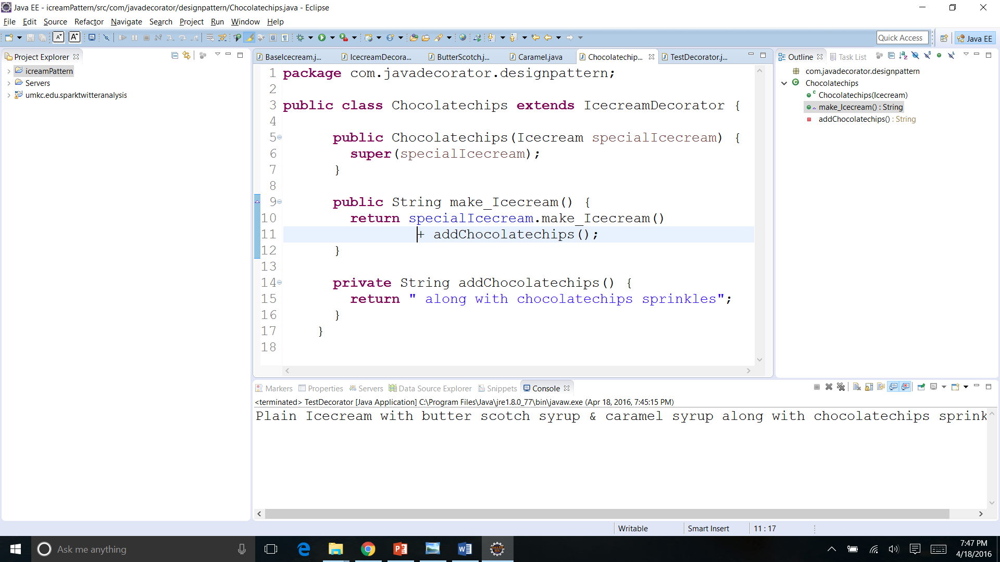 Java EE - icreamPattern/src/com/javadecorator/designpattern/Chocolatechips.java - Eclipse
File Edit Source Refactor Navigate Search Project Run Window Help
Quick Access
Java EE
Project Explorer
icreamPattern
Servers
umkc.edu.sparktwitteranalysis
BaseIcecream.j... IcecreamDecora... ButterScotch.j... Caramel.java Chocolatechip... TestDecorator.j...
1 package com.javadecorator.designpattern;
2
3 public class Chocolatechips extends IcecreamDecorator {
4
5 public Chocolatechips(Icecream specialIcecream) {
6 super(specialIcecream);
7 }
8
9 public String make_Icecream() {
10 return specialIcecream.make_Icecream()
11 + addChocolatechips();
12 }
13
14 private String addChocolatechips() {
15 return " along with chocolatechips sprinkles";
16 }
17 }
18
Outline Task List
com.javadecorator.designpattern
Chocolatechips
Chocolatechips(Icecream)
make_Icecream() : String
addChocolatechips() : String
Markers Properties Servers Data Source Explorer Snippets Console
<terminated> TestDecorator [Java Application] C:\Program Files\Java\jre1.8.0_77\bin\javaw.exe (Apr 18, 2016, 7:45:15 PM)
Plain Icecream with butter scotch syrup & caramel syrup along with chocolatechips sprink
Writable Smart Insert 11 : 17
Ask me anything
7:47 PM
4/18/2016